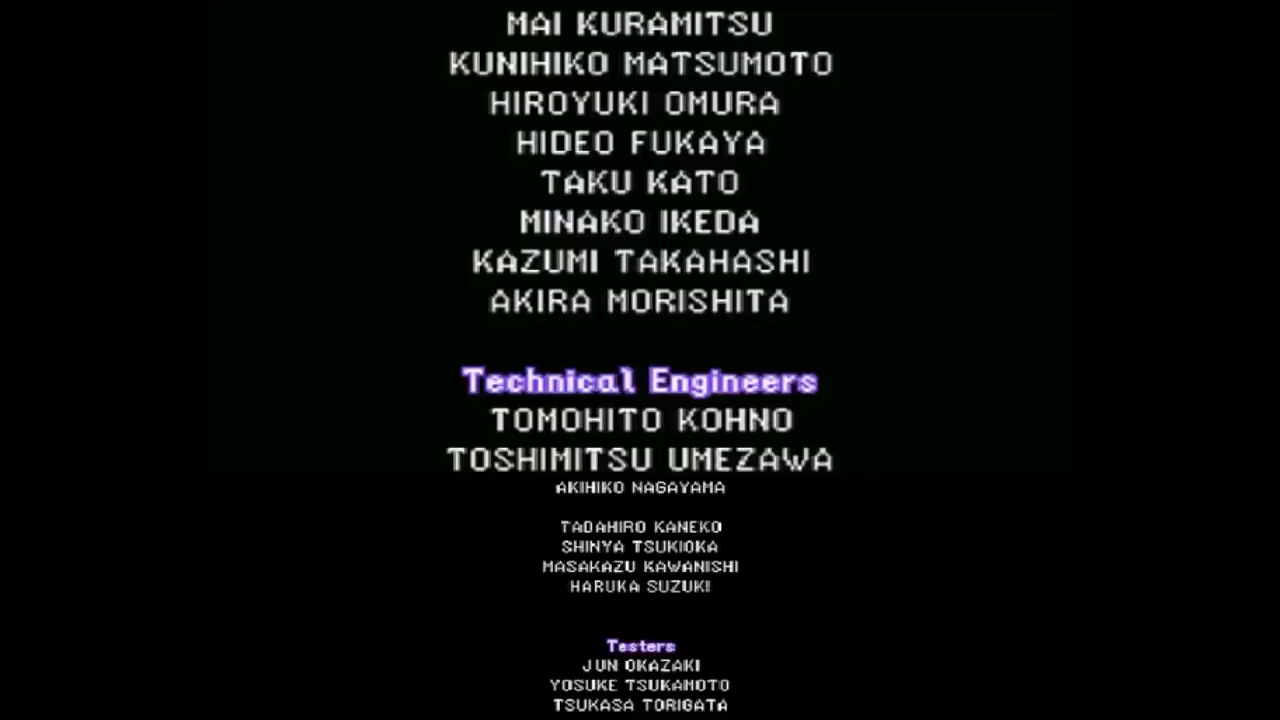 MAI KURAMITSU
KUNIHIKO MATSUMOTO
HIROYUKI OMURA
HIDEO FUKAYA
TAKU KATO
MINAKO IKEDA
KAZUMI TAKAHASHI
AKIRA MORISHITA
Technical Engineers
TOMOHITO KOHNO
TOSHIMITSU UMEZAWA
AKIHIKO NAGAYAMA
TADAHIRO KANEKO
SHINYA TSUKIOKA
MASAKAZU KAWANISHI
HARUKA SUZUKI
Testers
JUN OKAZAKI
YOSUKE TSUKAMOTO
TSUKASA TORIGATA